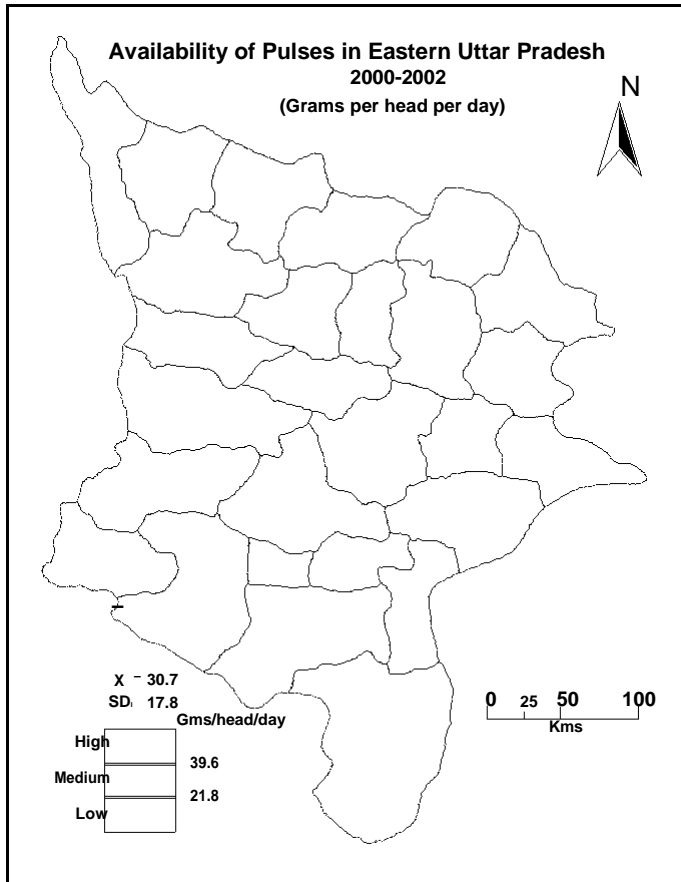 Availability of Pulses in Eastern Uttar Pradesh
2000-2002
(Grams per head per day)
N
X - 30.7
SD: 17.8
Gms/head/day
High
39.6
Medium
21.8
Low
0 25 50 100
Kms